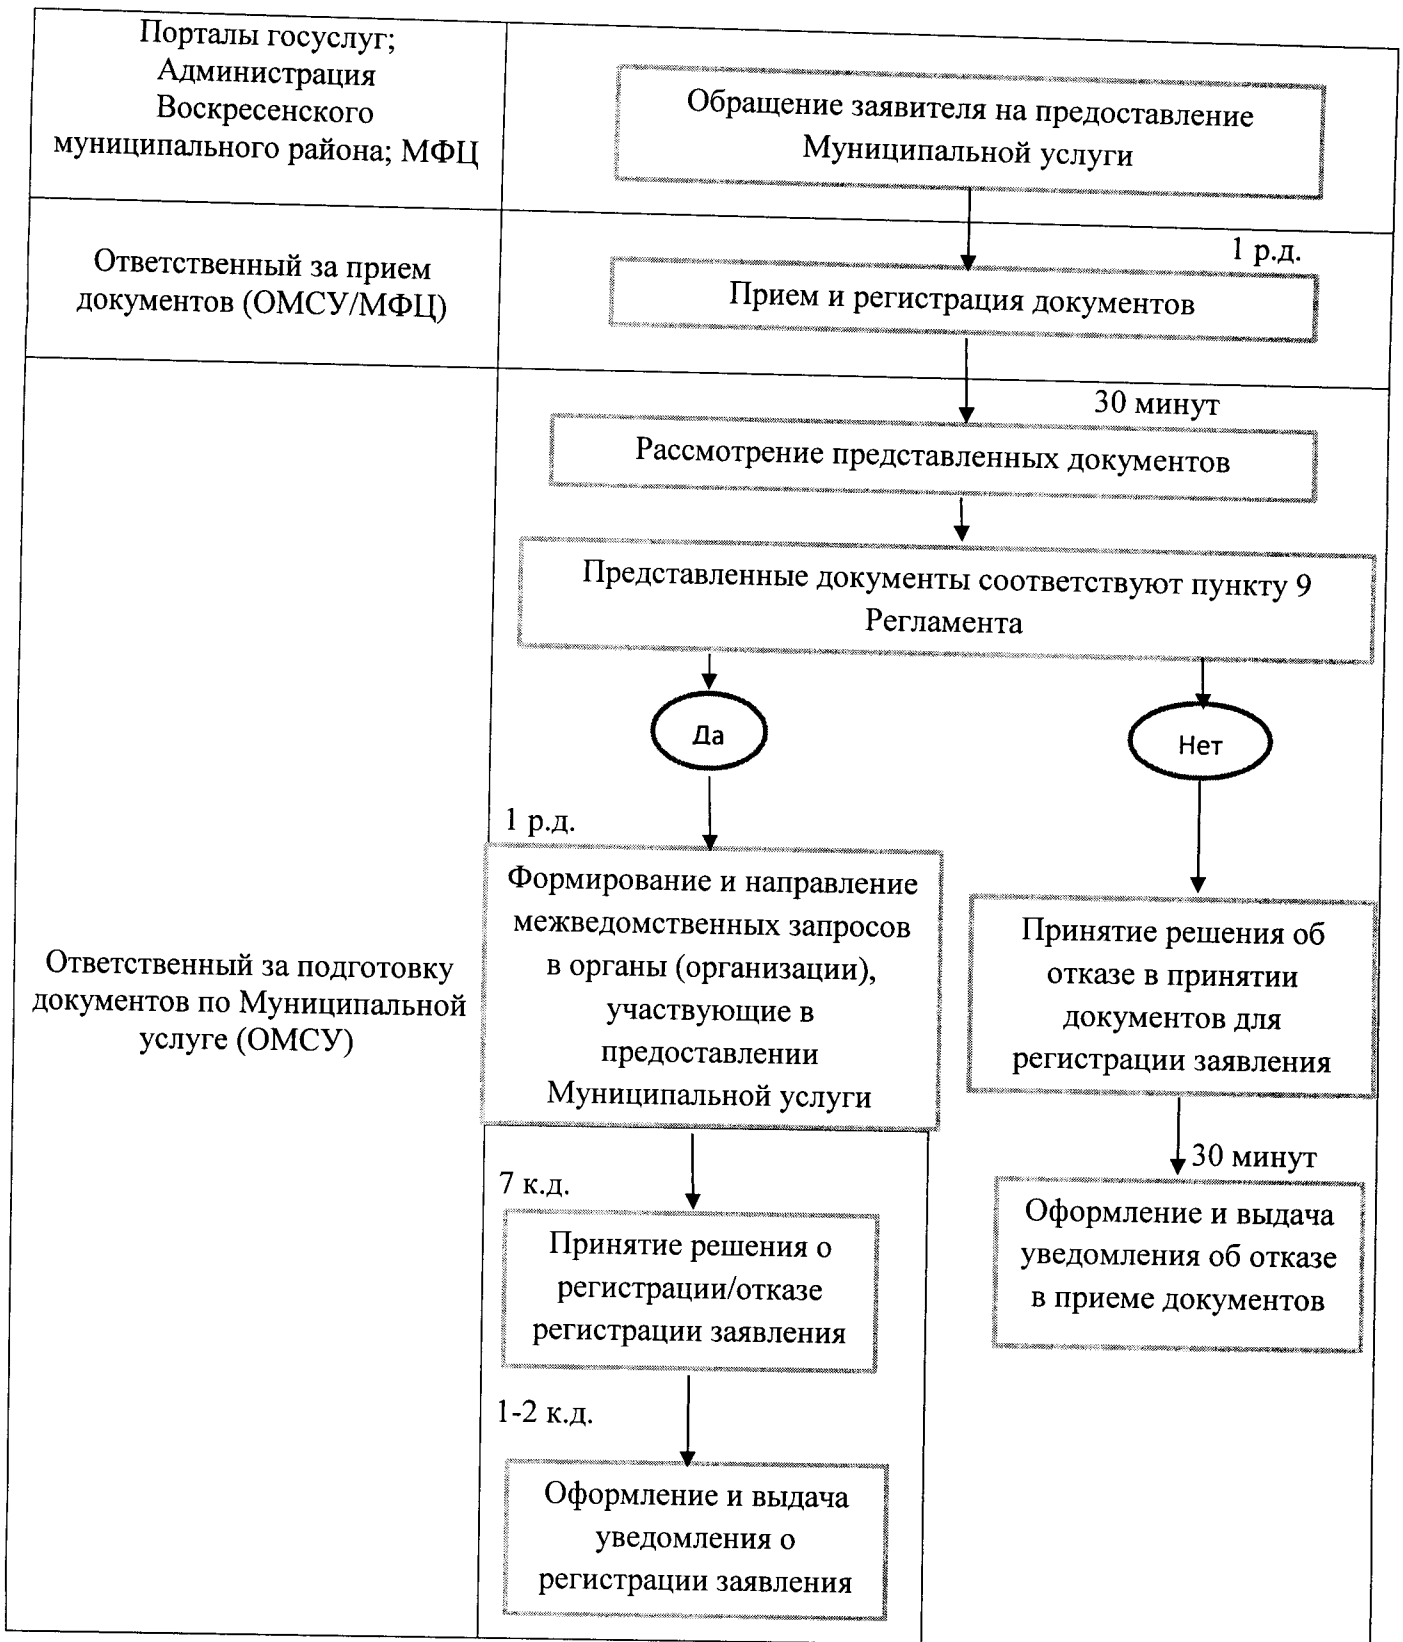 Порталы госуслуг;
Администрация
Воскресенского
муниципального района; МФЦ
Обращение заявителя на предоставление
Муниципальной услуги
Ответственный за прием
документов (ОМСУ/МФЦ)
1 р.д.
Прием и регистрация документов
30 минут
Рассмотрение представленных документов
Представленные документы соответствуют пункту 9
Регламента
Да
Нет
Ответственный за подготовку
документов по Муниципальной
услуге (ОМСУ)
1 р.д.
Формирование и направление
межведомственных запросов
в органы (организации),
участвующие в
предоставлении
Муниципальной услуги
7 к.д.
Принятие решения о
регистрации/отказе
регистрации заявления
1-2 к.д.
Оформление и выдача
уведомления о
регистрации заявления
Принятие решения об
отказе в принятии
документов для
регистрации заявления
30 минут
Оформление и выдача
уведомления об отказе
в приеме документов